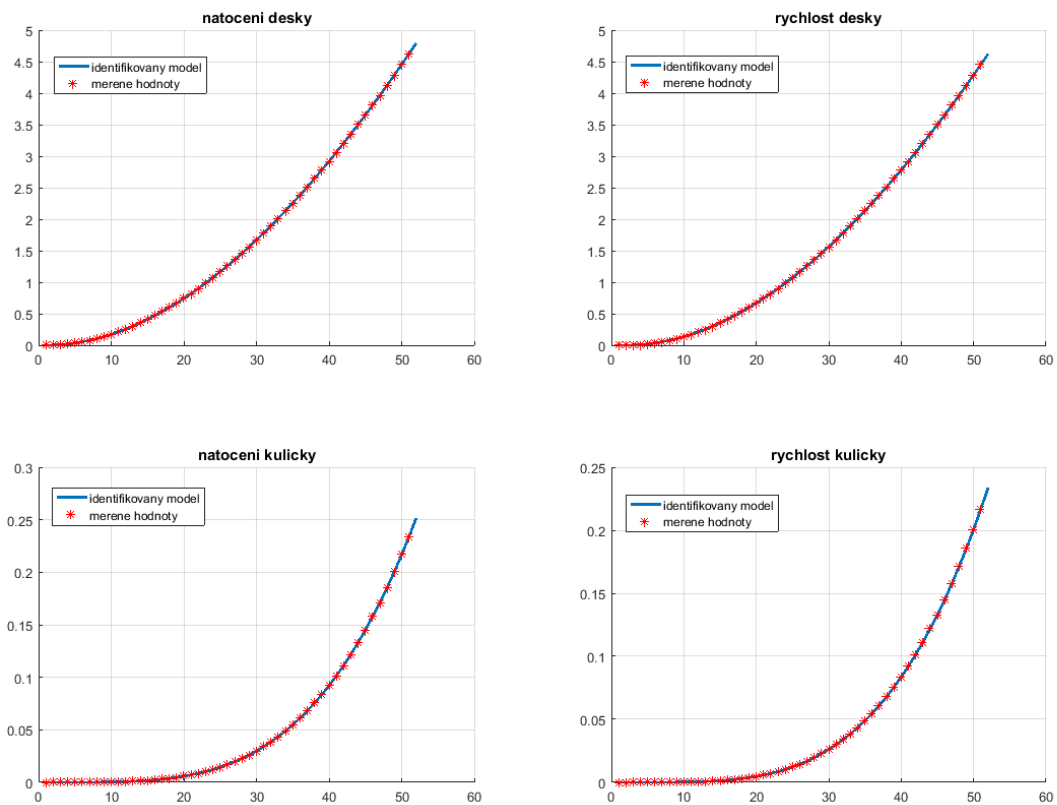 natoceni desky
5
4.5
4
3.5
3
2.5
2
1.5
1
0.5
0
identifikovany model
merene hodnoty
0 10 20 30 40 50 60
rychlost desky
5
4.5
4
3.5
3
2.5
2
1.5
1
0.5
0
identifikovany model
merene hodnoty
0 10 20 30 40 50 60
natoceni kulicky
0.3
0.25
0.2
0.15
0.1
0.05
0
identifikovany model
merene hodnoty
0 10 20 30 40 50 60
rychlost kulicky
0.25
0.2
0.15
0.1
0.05
0
identifikovany model
merene hodnoty
0 10 20 30 40 50 60